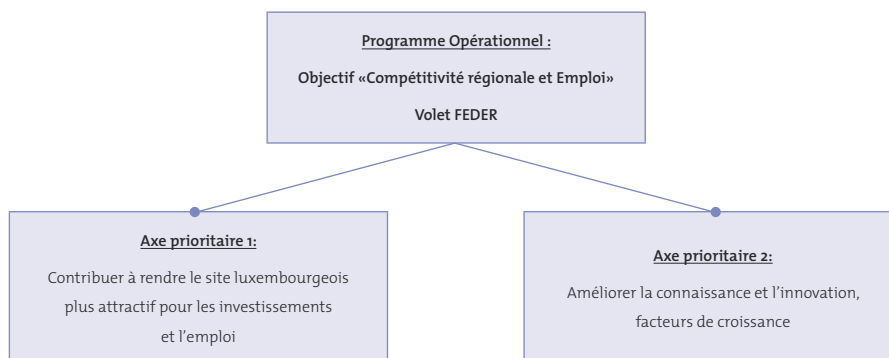 Programme Opérationnel :
Objectif «Compétitivité régionale et Emploi»
Volet FEDER
Axe prioritaire 1:
Contribuer à rendre le site luxembourgeois
plus attractif pour les investissements
et l’emploi
Axe prioritaire 2:
Améliorer la connaissance et l’innovation,
facteurs de croissance